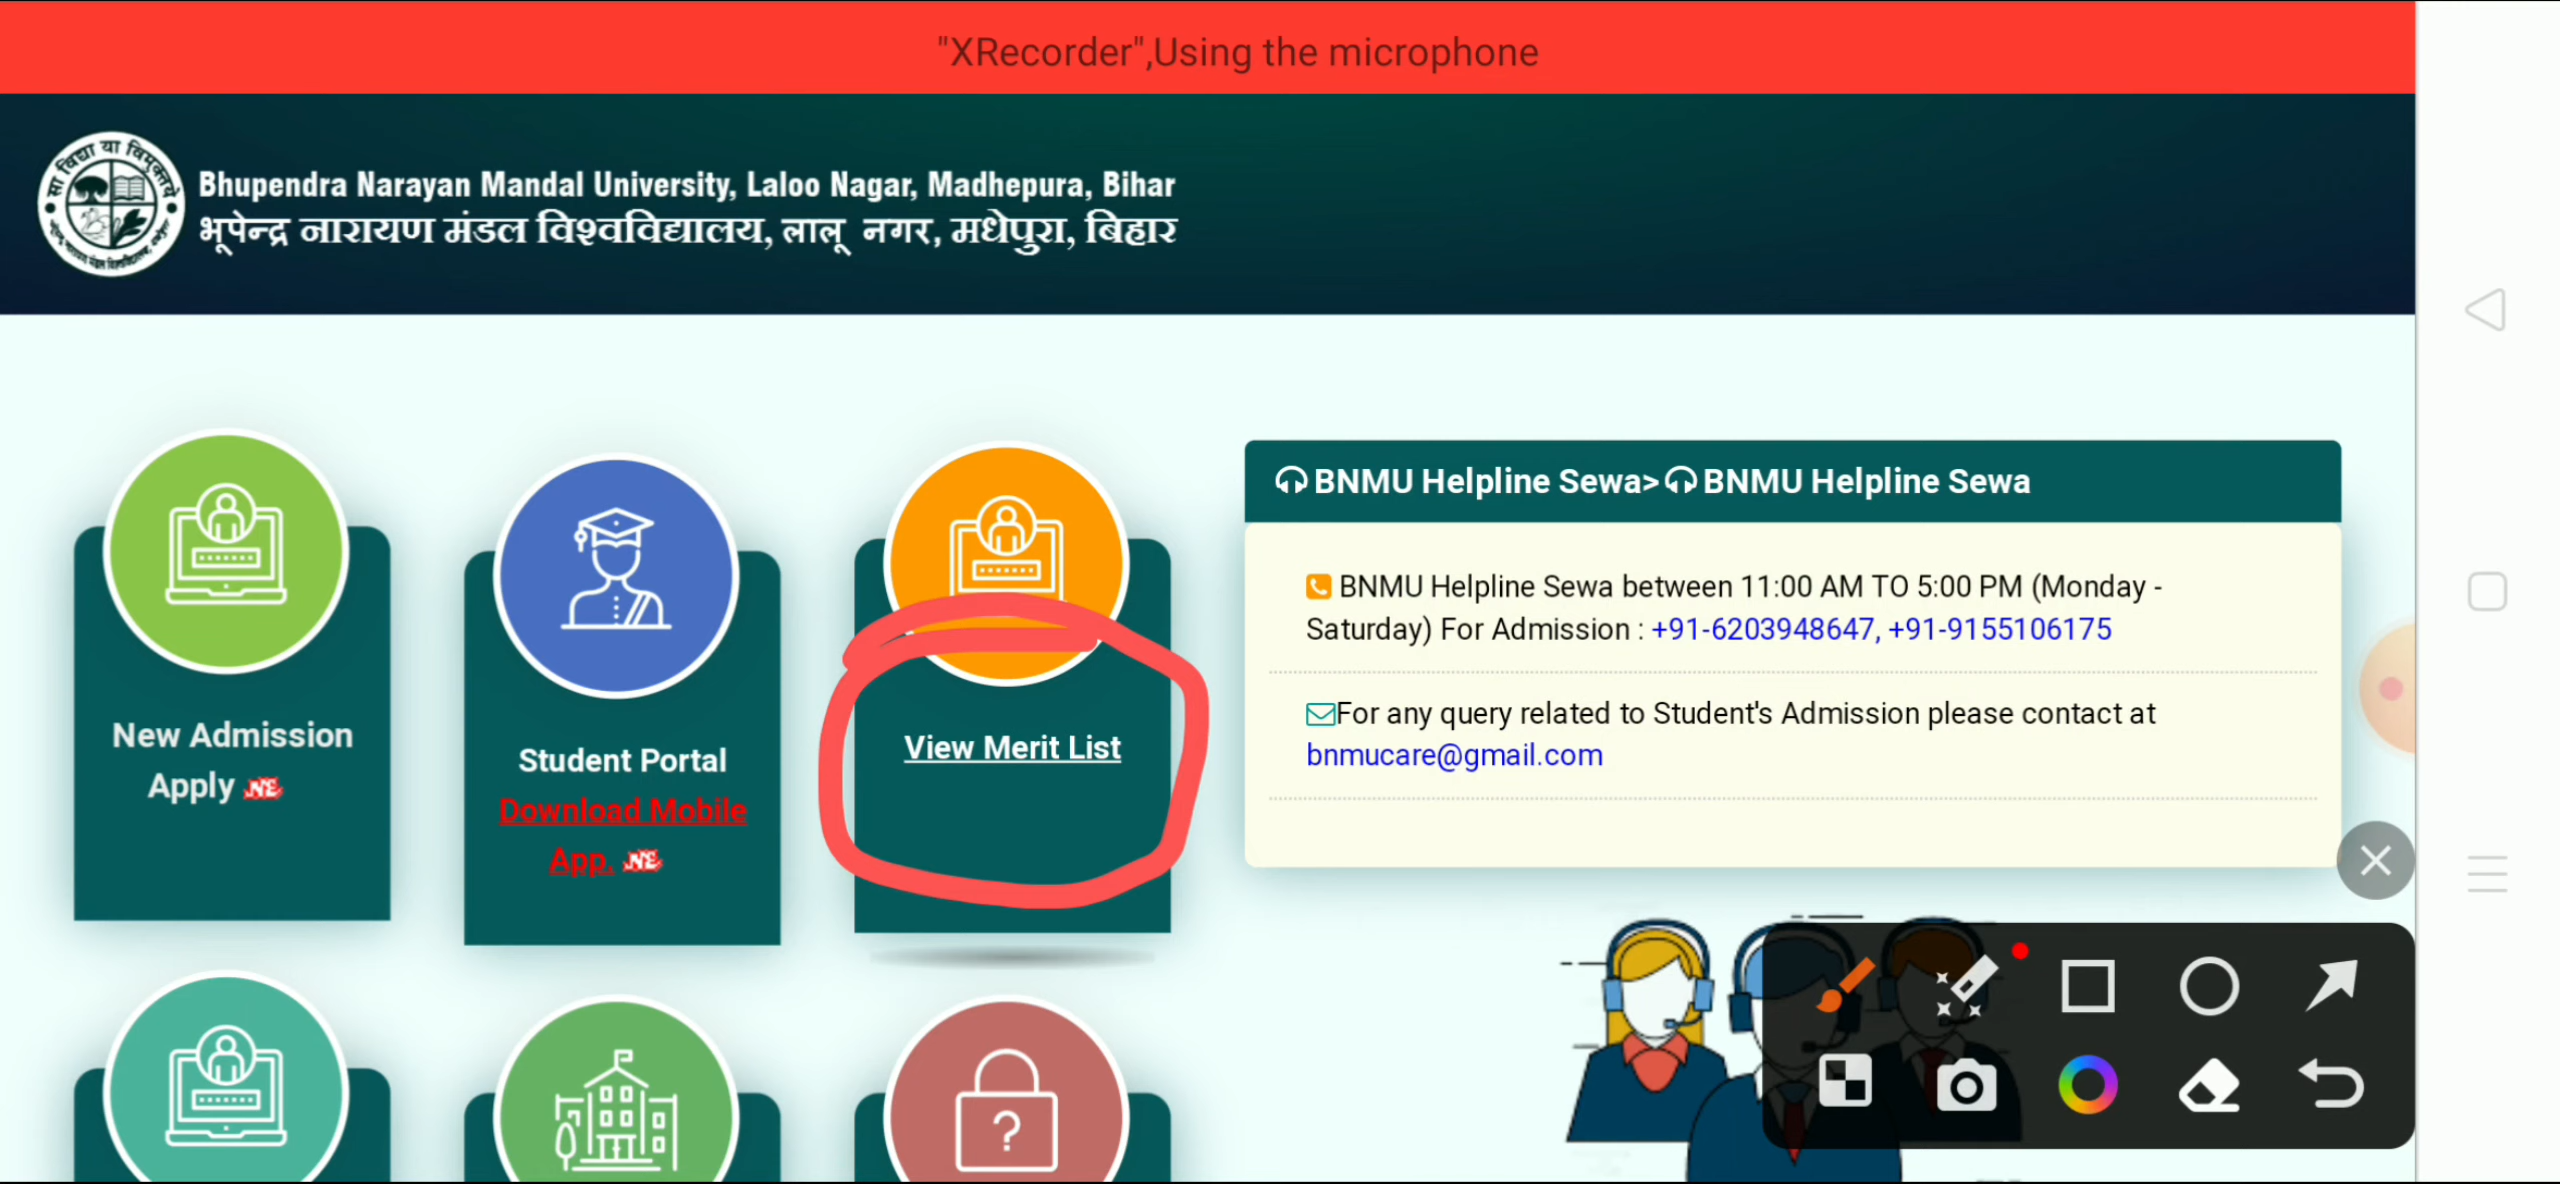 "XRecorder",Using the microphone
सा विद्या या विमुक्तये
Bhupendra Narayan Mandal University, Laloo Nagar, Madhepura, Bihar
भूपेन्द्र नारायण मंडल विश्वविद्यालय, लालू नगर, मधेपुरा, बिहार
New Admission
Apply
Student Portal
Download Mobile
App.
View Merit List
BNMU Helpline Sewa> BNMU Helpline Sewa
BNMU Helpline Sewa between 11:00 AM TO 5:00 PM (Monday -
Saturday) For Admission : +91-6203948647, +91-9155106175
For any query related to Student's Admission please contact at
bnmucare@gmail.com
?